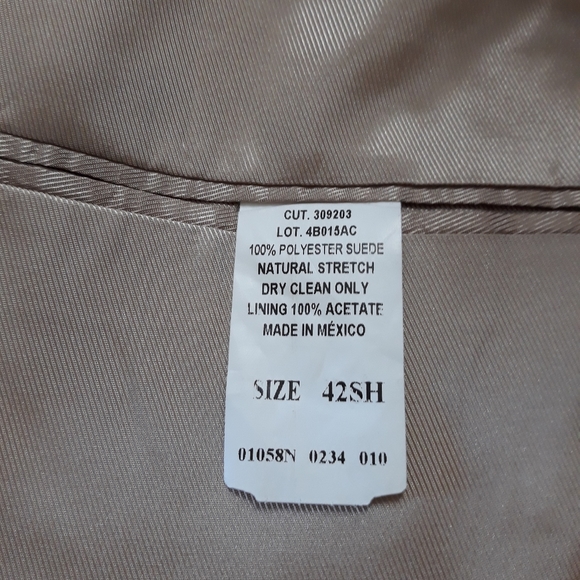 CUT. 309203
LOT. 4B015AC
100% POLYESTER SUEDE
NATURAL STRETCH
DRY CLEAN ONLY
LINING 100% ACETATE
MADE IN MÉXICO
SIZE 42SH
01058N 0234 010